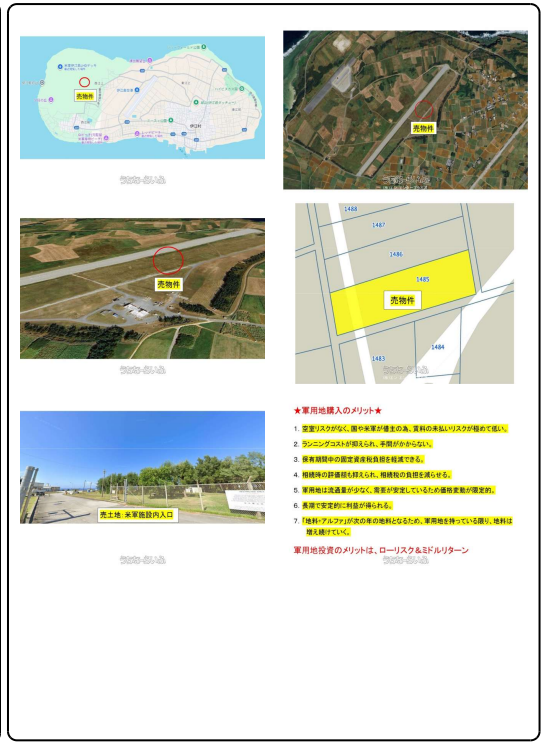 売物件
伊江村
売物件
売物件
1488
1487
1486
1485
売物件
1484
1483
売土地:米軍施設内入口
★軍用地購入のメリット★
1. 空室リスクがなく、国や米軍が借主の為、賃料の未払いリスクが極めて低い。
2. ランニングコストが抑えられ、手間がかからない。
3. 保有期間中の固定資産税負担を軽減できる。
4. 相続時の評価額も抑えられ、相続税の負担を減らせる。
5. 軍用地は流通量が少なく、需要が安定しているため価格変動が限定的。
6. 長期で安定的に利益が得られる。
7. 「地料+アルファ」が次の年の地料となるため、軍用地を持っている限り、地料は
増え続けていく。
軍用地投資のメリットは、ローリスク&ミドルリターン